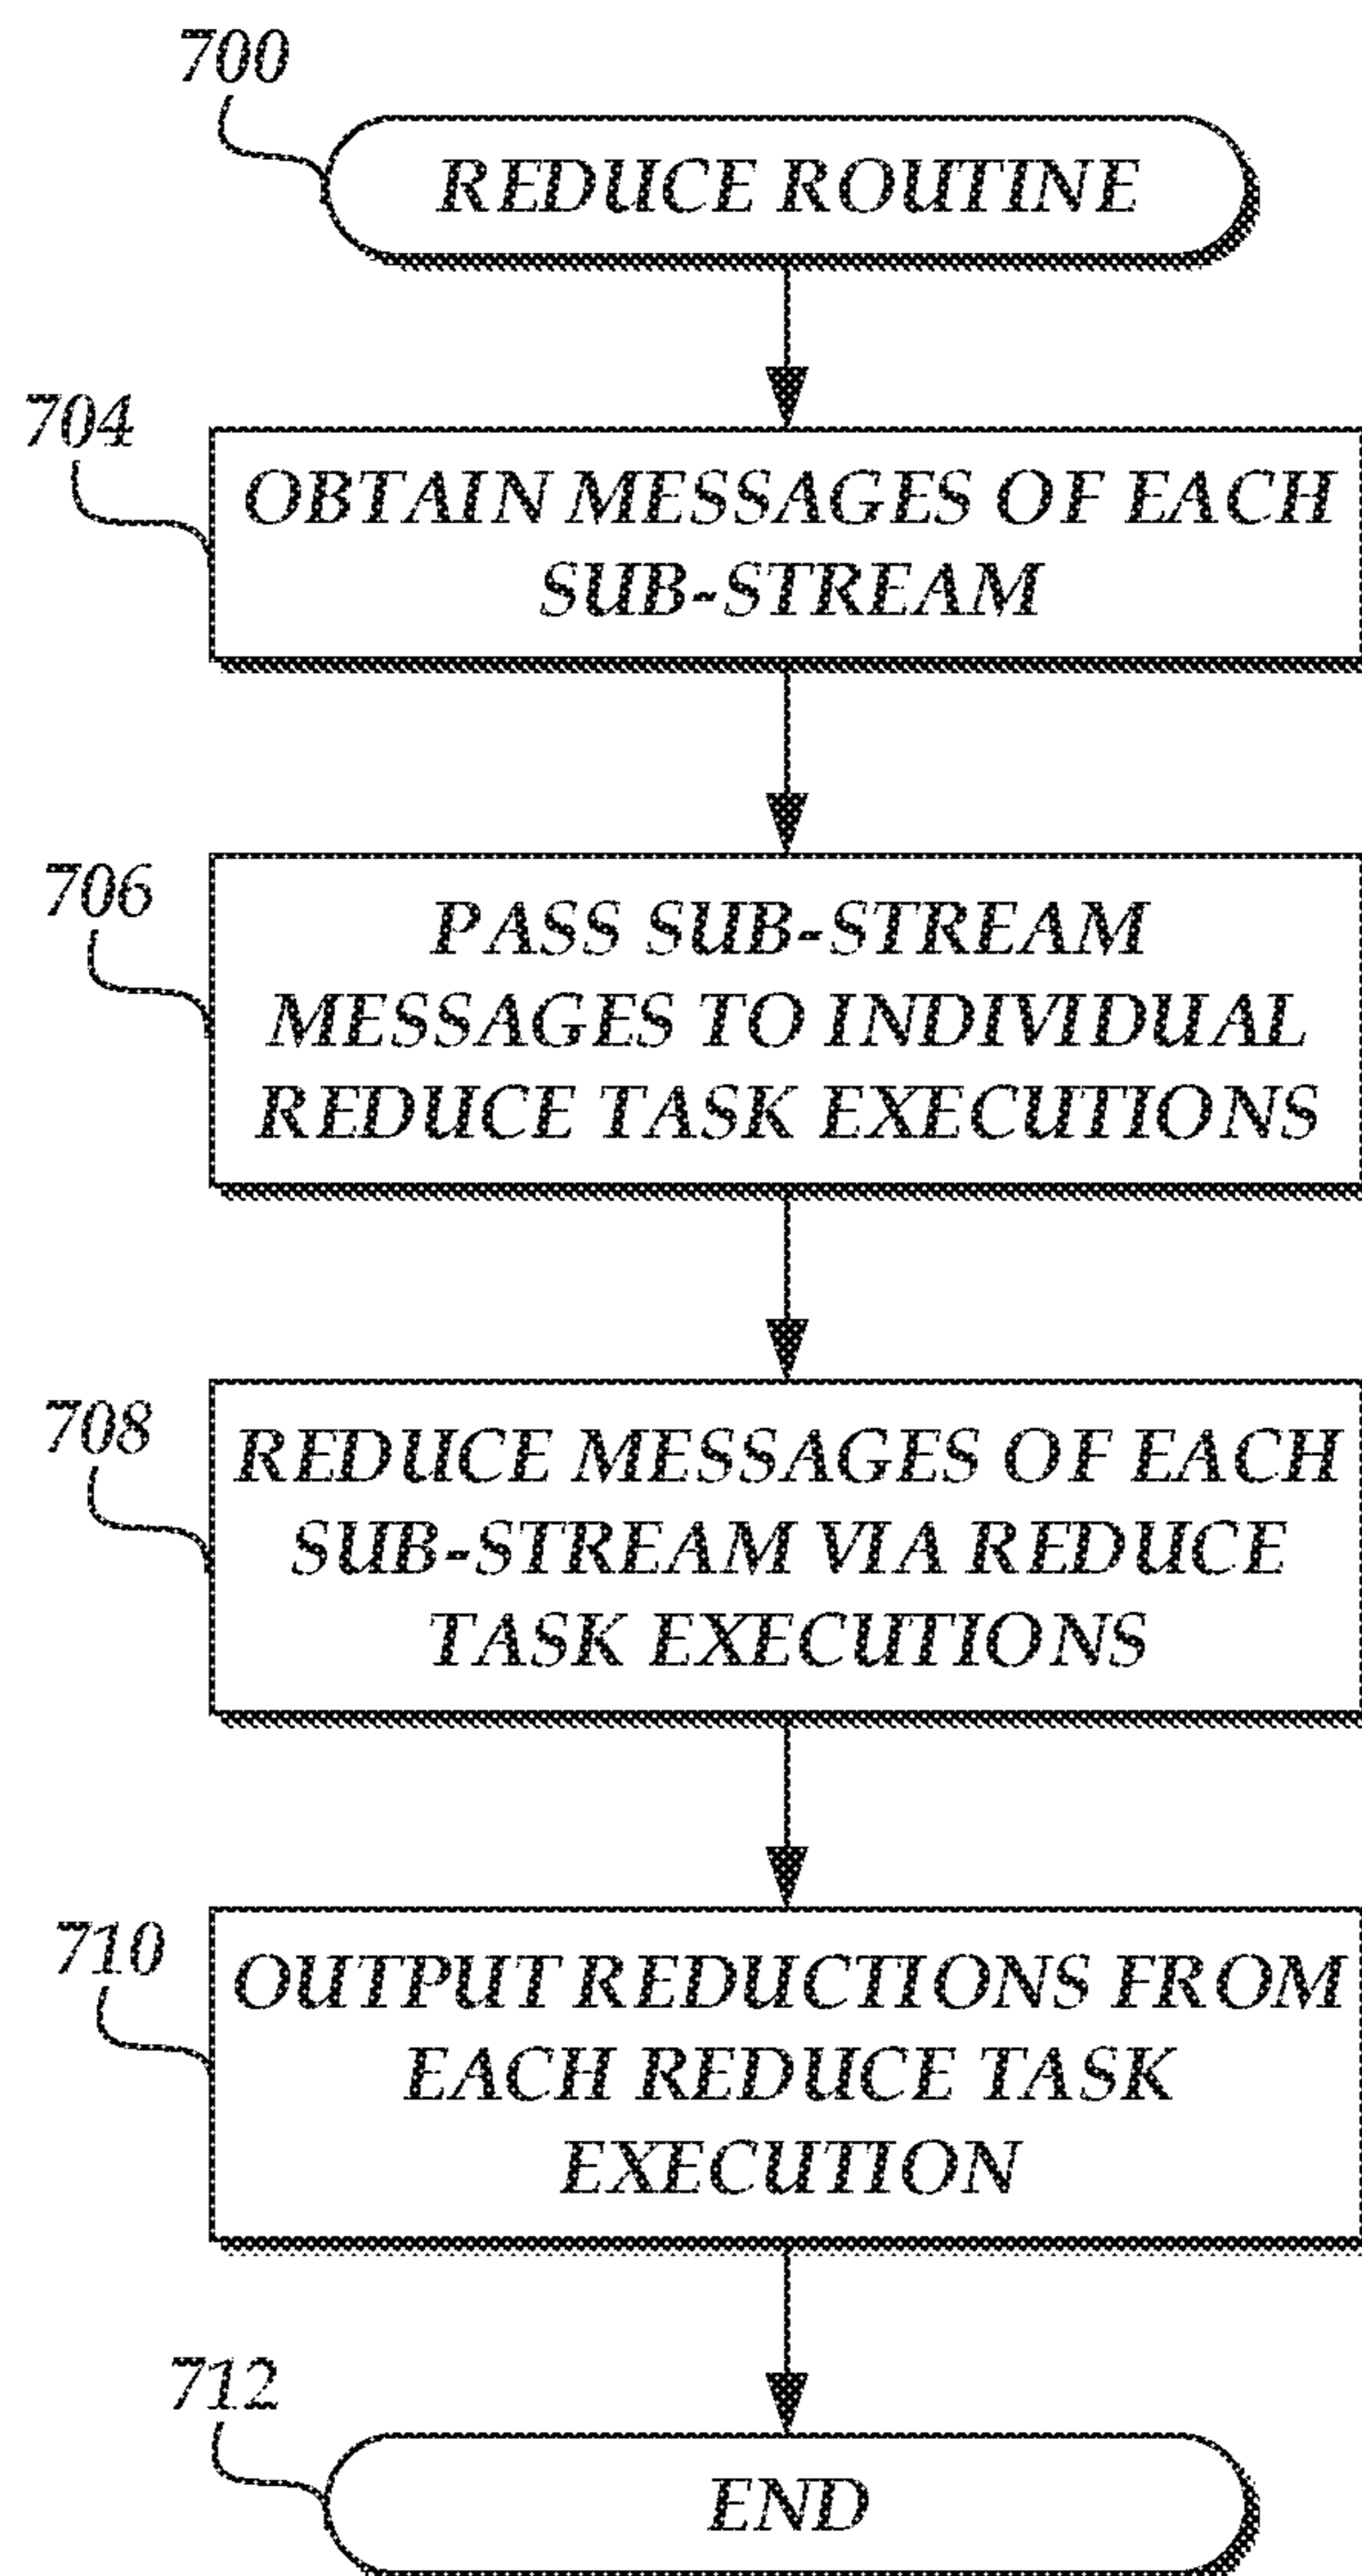 700
REDUCE ROUTINE
704
OBTAIN MESSAGES OF EACH
SUB-STREAM
706
PASS SUB-STREAM
MESSAGES TO INDIVIDUAL
REDUCE TASK EXECUTIONS
708
REDUCE MESSAGES OF EACH
SUB-STREAM VIA REDUCE
TASK EXECUTIONS
710
OUTPUT REDUCTIONS FROM
EACH REDUCE TASK
EXECUTION
712
END